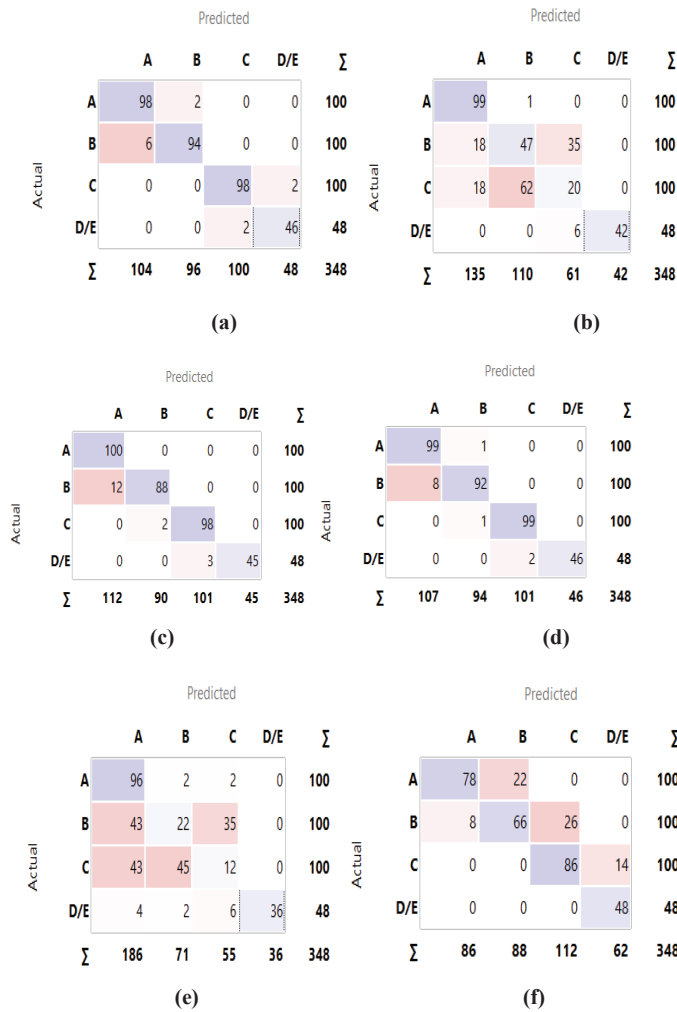 Predicted Predicted
A B C D/E Σ A B C D/E Σ
A 98 2 0 0 100 A 99 1 0 0 100
B 6 94 0 0 100 B 18 47 35 0 100
C 0 0 98 2 100 C 18 62 20 0 100
D/E 0 0 2 46 48 D/E 0 0 6 42 48
Σ 104 96 100 48 348 Σ 135 110 61 42 348
Actual Actual
(a) (b)
Predicted Predicted
A B C D/E Σ A B C D/E Σ
A 100 0 0 0 100 A 99 1 0 0 100
B 12 88 0 0 100 B 8 92 0 0 100
C 0 2 98 0 100 C 0 1 99 0 100
D/E 0 0 3 45 48 D/E 0 0 2 46 48
Σ 112 90 101 45 348 Σ 107 94 101 46 348
Actual Actual
(c) (d)
Predicted Predicted
A B C D/E Σ A B C D/E Σ
A 96 2 2 0 100 A 78 22 0 0 100
B 43 22 35 0 100 B 8 66 26 0 100
C 43 45 12 0 100 C 0 0 86 14 100
D/E 4 2 6 36 48 D/E 0 0 0 48 48
Σ 186 71 55 36 348 Σ 86 88 112 62 348
Actual Actual
(e) (f)